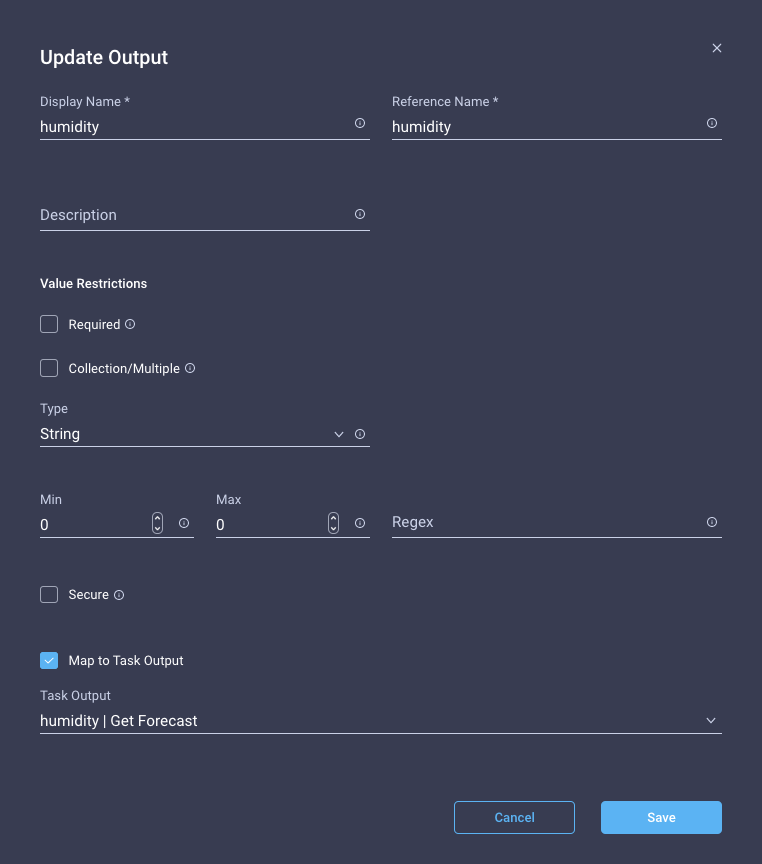 Update Output
Display Name *
Reference Name *
humidity
humidity
Description
Value Restrictions
Required
Collection/Multiple
Type
String
Min
Max
0
0
Regex
Secure
Map to Task Output
Task Output
humidity | Get Forecast
Cancel
Save